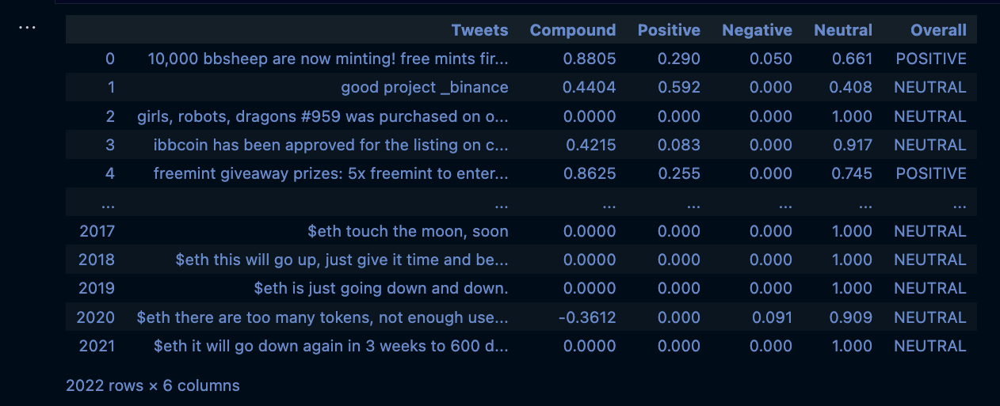 ...
Tweets Compound Positive Negative Neutral Overall
0 10,000 bbsheep are now minting! free mints fir... 0.8805 0.290 0.050 0.661 POSITIVE
1 good project _binance 0.4404 0.592 0.000 0.408 NEUTRAL
2 girls, robots, dragons #959 was purchased on o... 0.0000 0.000 0.000 1.000 NEUTRAL
3 ibbcoin has been approved for the listing on c... 0.4215 0.083 0.000 0.917 NEUTRAL
4 freemint giveaway prizes: 5x freemint to enter... 0.8625 0.255 0.000 0.745 POSITIVE
... ... ... ... ... ... ...
2017 $eth touch the moon, soon 0.0000 0.000 0.000 1.000 NEUTRAL
2018 $eth this will go up, just give it time and be... 0.0000 0.000 0.000 1.000 NEUTRAL
2019 $eth is just going down and down. 0.0000 0.000 0.000 1.000 NEUTRAL
2020 $eth there are too many tokens, not enough use... -0.3612 0.000 0.091 0.909 NEUTRAL
2021 $eth it will go down again in 3 weeks to 600 d... 0.0000 0.000 0.000 1.000 NEUTRAL
2022 rows × 6 columns